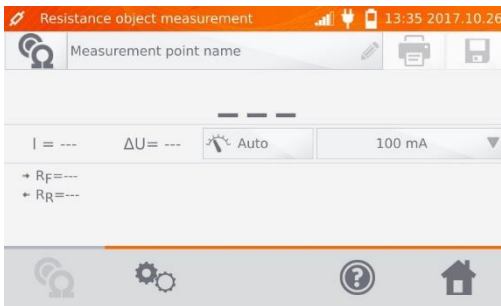 Resistance object measurement 13:35 2017.10.26
Measurement point name
---
I = --- ΔU= --- Auto 100 mA
→ RF=---
← RR=---